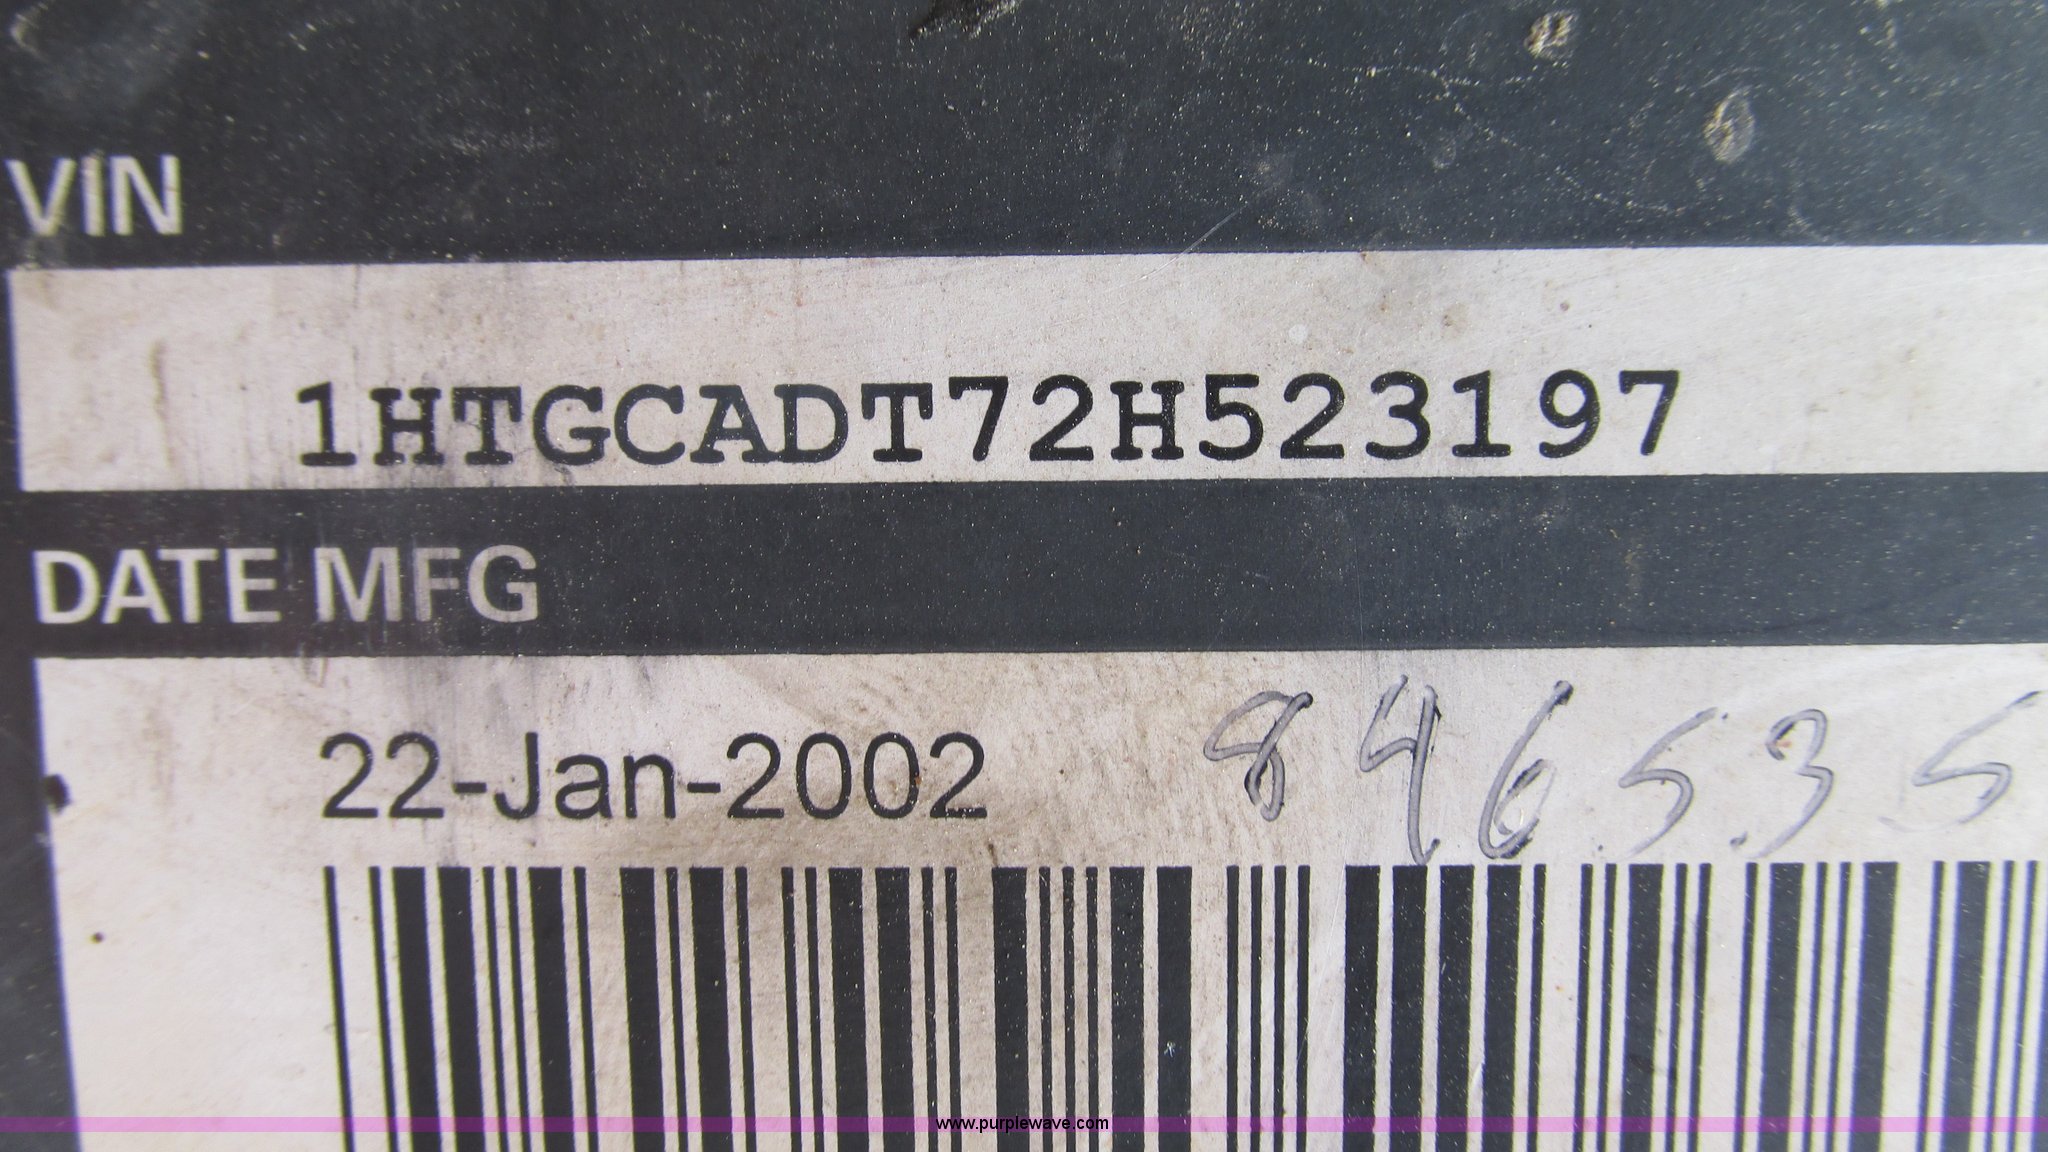 VIN
1HTGCADT72H523197
DATE MFG
22-Jan-2002 846535
www.purplewave.com